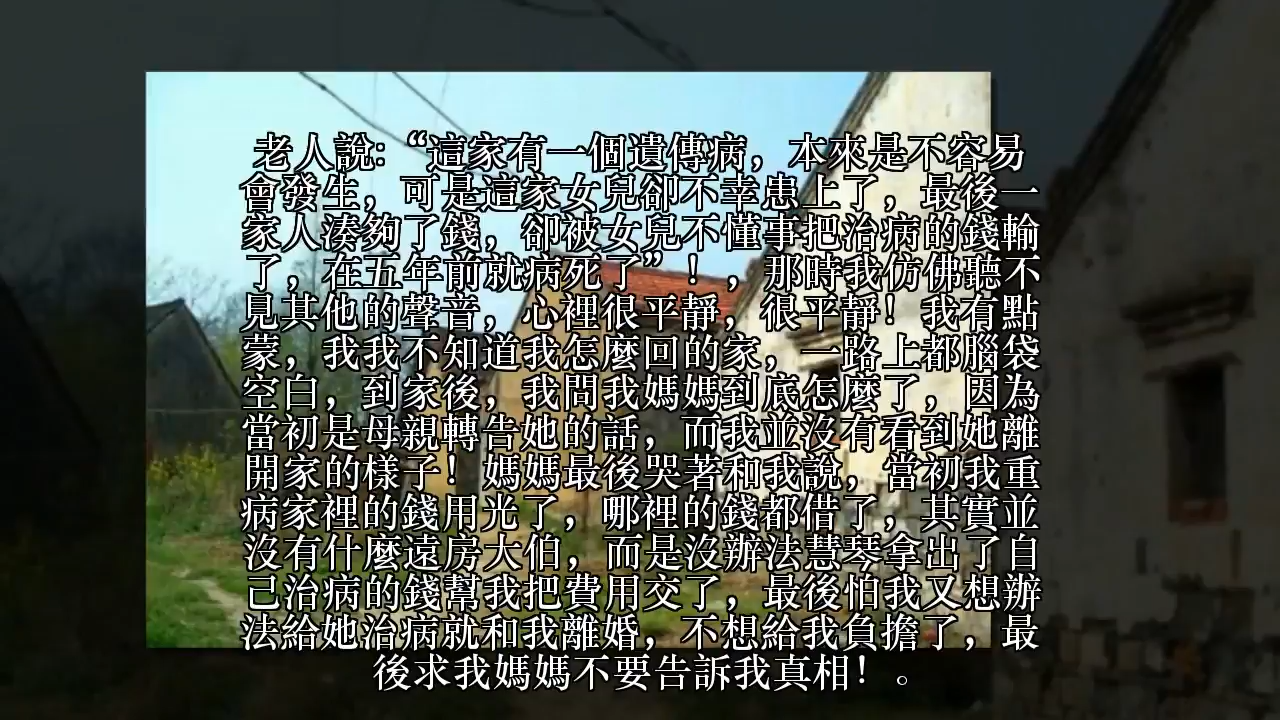 老人說:“這家有一個遺傳病，本來是不容易
會發生，可是這家女兒卻不幸患上了，最後一
家人湊夠了錢，卻被女兒不懂事把治病的錢輸
了，在五年前就病死了”！，那時我仿佛聽不
見其他的聲音，心裡很平靜，很平靜！我有點
蒙，我我不知道我怎麼回的家，一路上都腦袋
空白，到家後，我問我媽媽到底怎麼了，因為
當初是母親轉告她的話，而我並沒有看到她離
開家的樣子！媽媽最後哭著和我說，當初我重
病家裡的錢用光了，哪裡的錢都借了，其實並
沒有什麼遠房大伯，而是沒辦法慧琴拿出了自
己治病的錢幫我把費用交了，最後怕我又想辦
法給她治病就和我離婚，不想給我負擔了，最
後求我媽媽不要告訴我真相！。